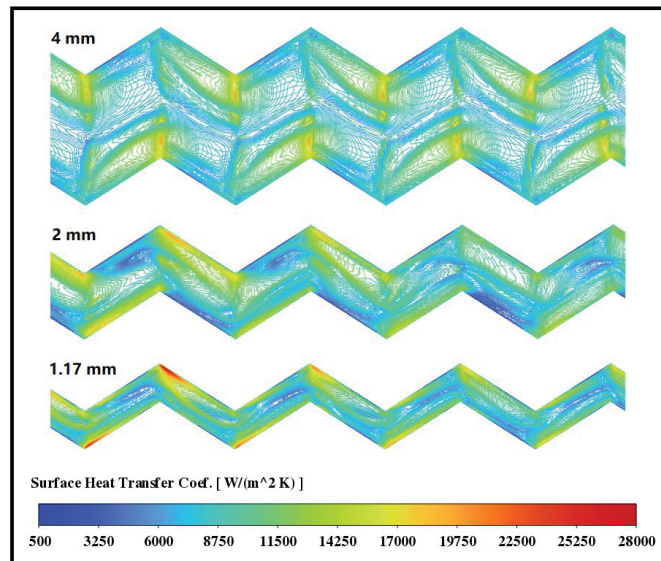 4 mm
2 mm
1.17 mm
Surface Heat Transfer Coef. [ W/(m^2 K) ]
500 3250 6000 8750 11500 14250 17000 19750 22500 25250 28000